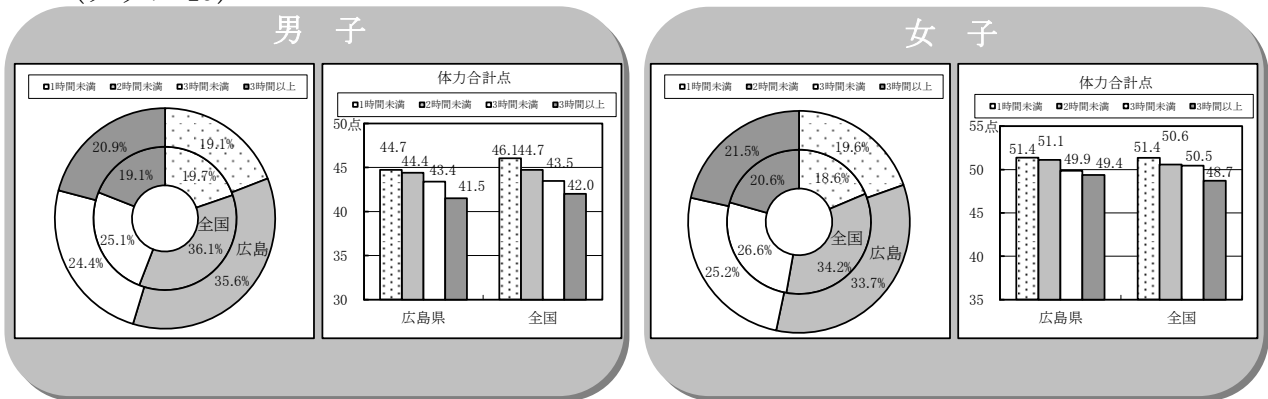 男 子
□1時間未満 ■2時間未満 □3時間未満 ■3時間以上
20.9%
19.1%
19.1%
19.7%
全国
広島
25.1%
36.1%
24.4%
35.6%
体力合計点
□1時間未満 ■2時間未満 □3時間未満 ■3時間以上
50点
45
40
35
30
44.7
44.4
43.4
41.5
46.1
44.7
43.5
42.0
広島県
全国
女 子
□1時間未満 ■2時間未満 □3時間未満 ■3時間以上
21.5%
19.6%
20.6%
18.6%
全国
広島
26.6%
34.2%
25.2%
33.7%
体力合計点
□1時間未満 ■2時間未満 □3時間未満 ■3時間以上
55点
50
45
40
35
51.4
51.1
49.9
49.4
51.4
50.6
50.5
48.7
広島県
全国